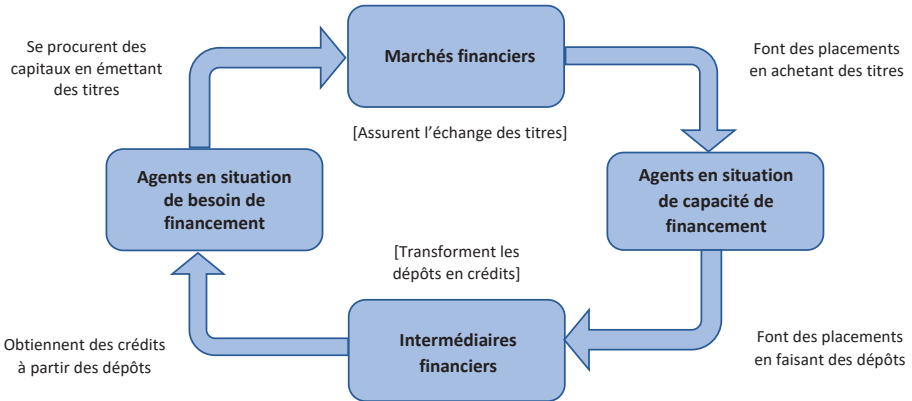 Se procurent des
capitaux en émettant
des titres
Marchés financiers
Font des placements
en achetant des titres
[Assurent l’échange des titres]
Agents en situation
de besoin de
financement
Agents en situation
de capacité de
financement
[Transforment les
dépôts en crédits]
Obtiennent des crédits
à partir des dépôts
Intermédiaires
financiers
Font des placements
en faisant des dépôts